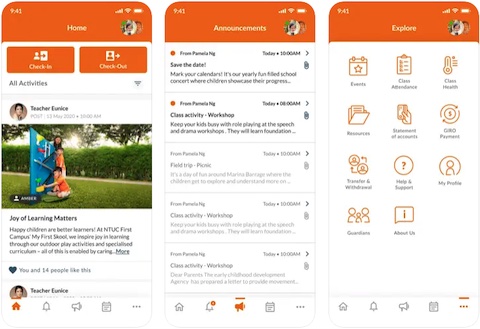 9:41
Home
Check-In
Check-Out
All Activities
Teacher Eunice
POST | 15 May 2020 • 10:00 AM
AMBER
Joy of Learning Matters
Happy children are better learners! At NTUC First
Campus' My First Skool, we inspire joy in learning
through our outdoor play activities and specialised
curriculum – all of this is enabled by caring...More
You and 14 people like this
Teacher Eunice
9:41
Announcements
From Pamela Ng
Today • 10:00AM
Save the date!
Mark your calendars! It's our yearly fun filled school
concert where children showcase their progress...
From Pamela Ng
Today • 08:00AM
Class activity - Workshop
Keep your kids busy with role playing at the speech
and drama workshops . They will learn foundation ...
From Pamela Ng
Today • 10:00AM
Field trip - Picnic
It's a day of fun around Marina Barrage where the
children get to explore and understand more on ...
From Pamela Ng
Today • 10:00AM
Class activity - Workshop
Keep your kids busy with role playing at the speech
and drama workshops . They will learn foundation ...
From Pamela Ng
Today • 10:00AM
Class activity - Workshop
Dear Parents The early childhood development
Agency has prepared a letter to provide movement...
9:41
Explore
Events
Class
Attendance
Class
Health
Resources
Statement
of accounts
GIRO
Payment
Transfer &
Withdrawal
Help &
Support
My Profile
Guardians
About Us